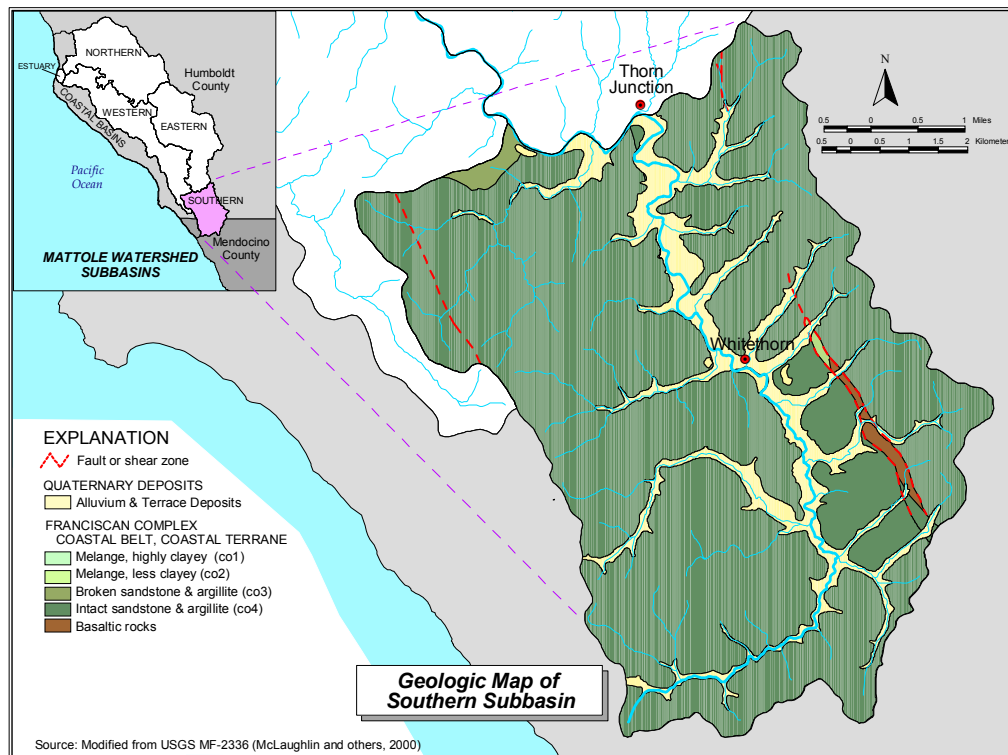 NORTHERN
ESTUARY
Humboldt
County
COASTAL BASINS
WESTERN
EASTERN
Pacific
Ocean
SOUTHERN
Mendocino
County
MATTOLE WATERSHED
SUBBASINS
Thorn
Junction
N
0.5 0 0.5 1 Miles
0.5 0 0.5 1 1.5 2 Kilometer
Whitethorn
EXPLANATION
Fault or shear zone
QUATERNARY DEPOSITS
Alluvium & Terrace Deposits
FRANCISCAN COMPLEX
COASTAL BELT, COASTAL TERRANE
Melange, highly clayey (co1)
Melange, less clayey (co2)
Broken sandstone & argillite (co3)
Intact sandstone & argillite (co4)
Basaltic rocks
Geologic Map of
Southern Subbasin
Source: Modified from USGS MF-2336 (McLaughlin and others, 2000)